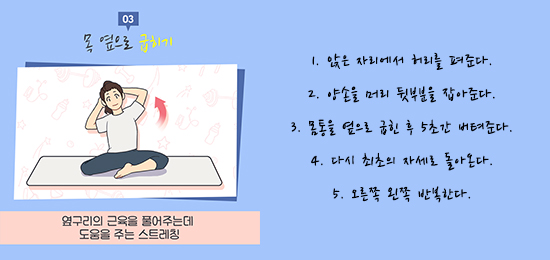 03
목 옆으로 굽히기
옆구리의 근육을 풀어주는데
도움을 주는 스트레칭
1. 앉은 자리에서 허리를 펴준다.
2. 양손을 머리 뒷부분을 잡아준다.
3. 몸통을 옆으로 굽힌 후 5초간 버텨준다.
4. 다시 최초의 자세로 돌아온다.
5. 오른쪽 왼쪽 반복한다.